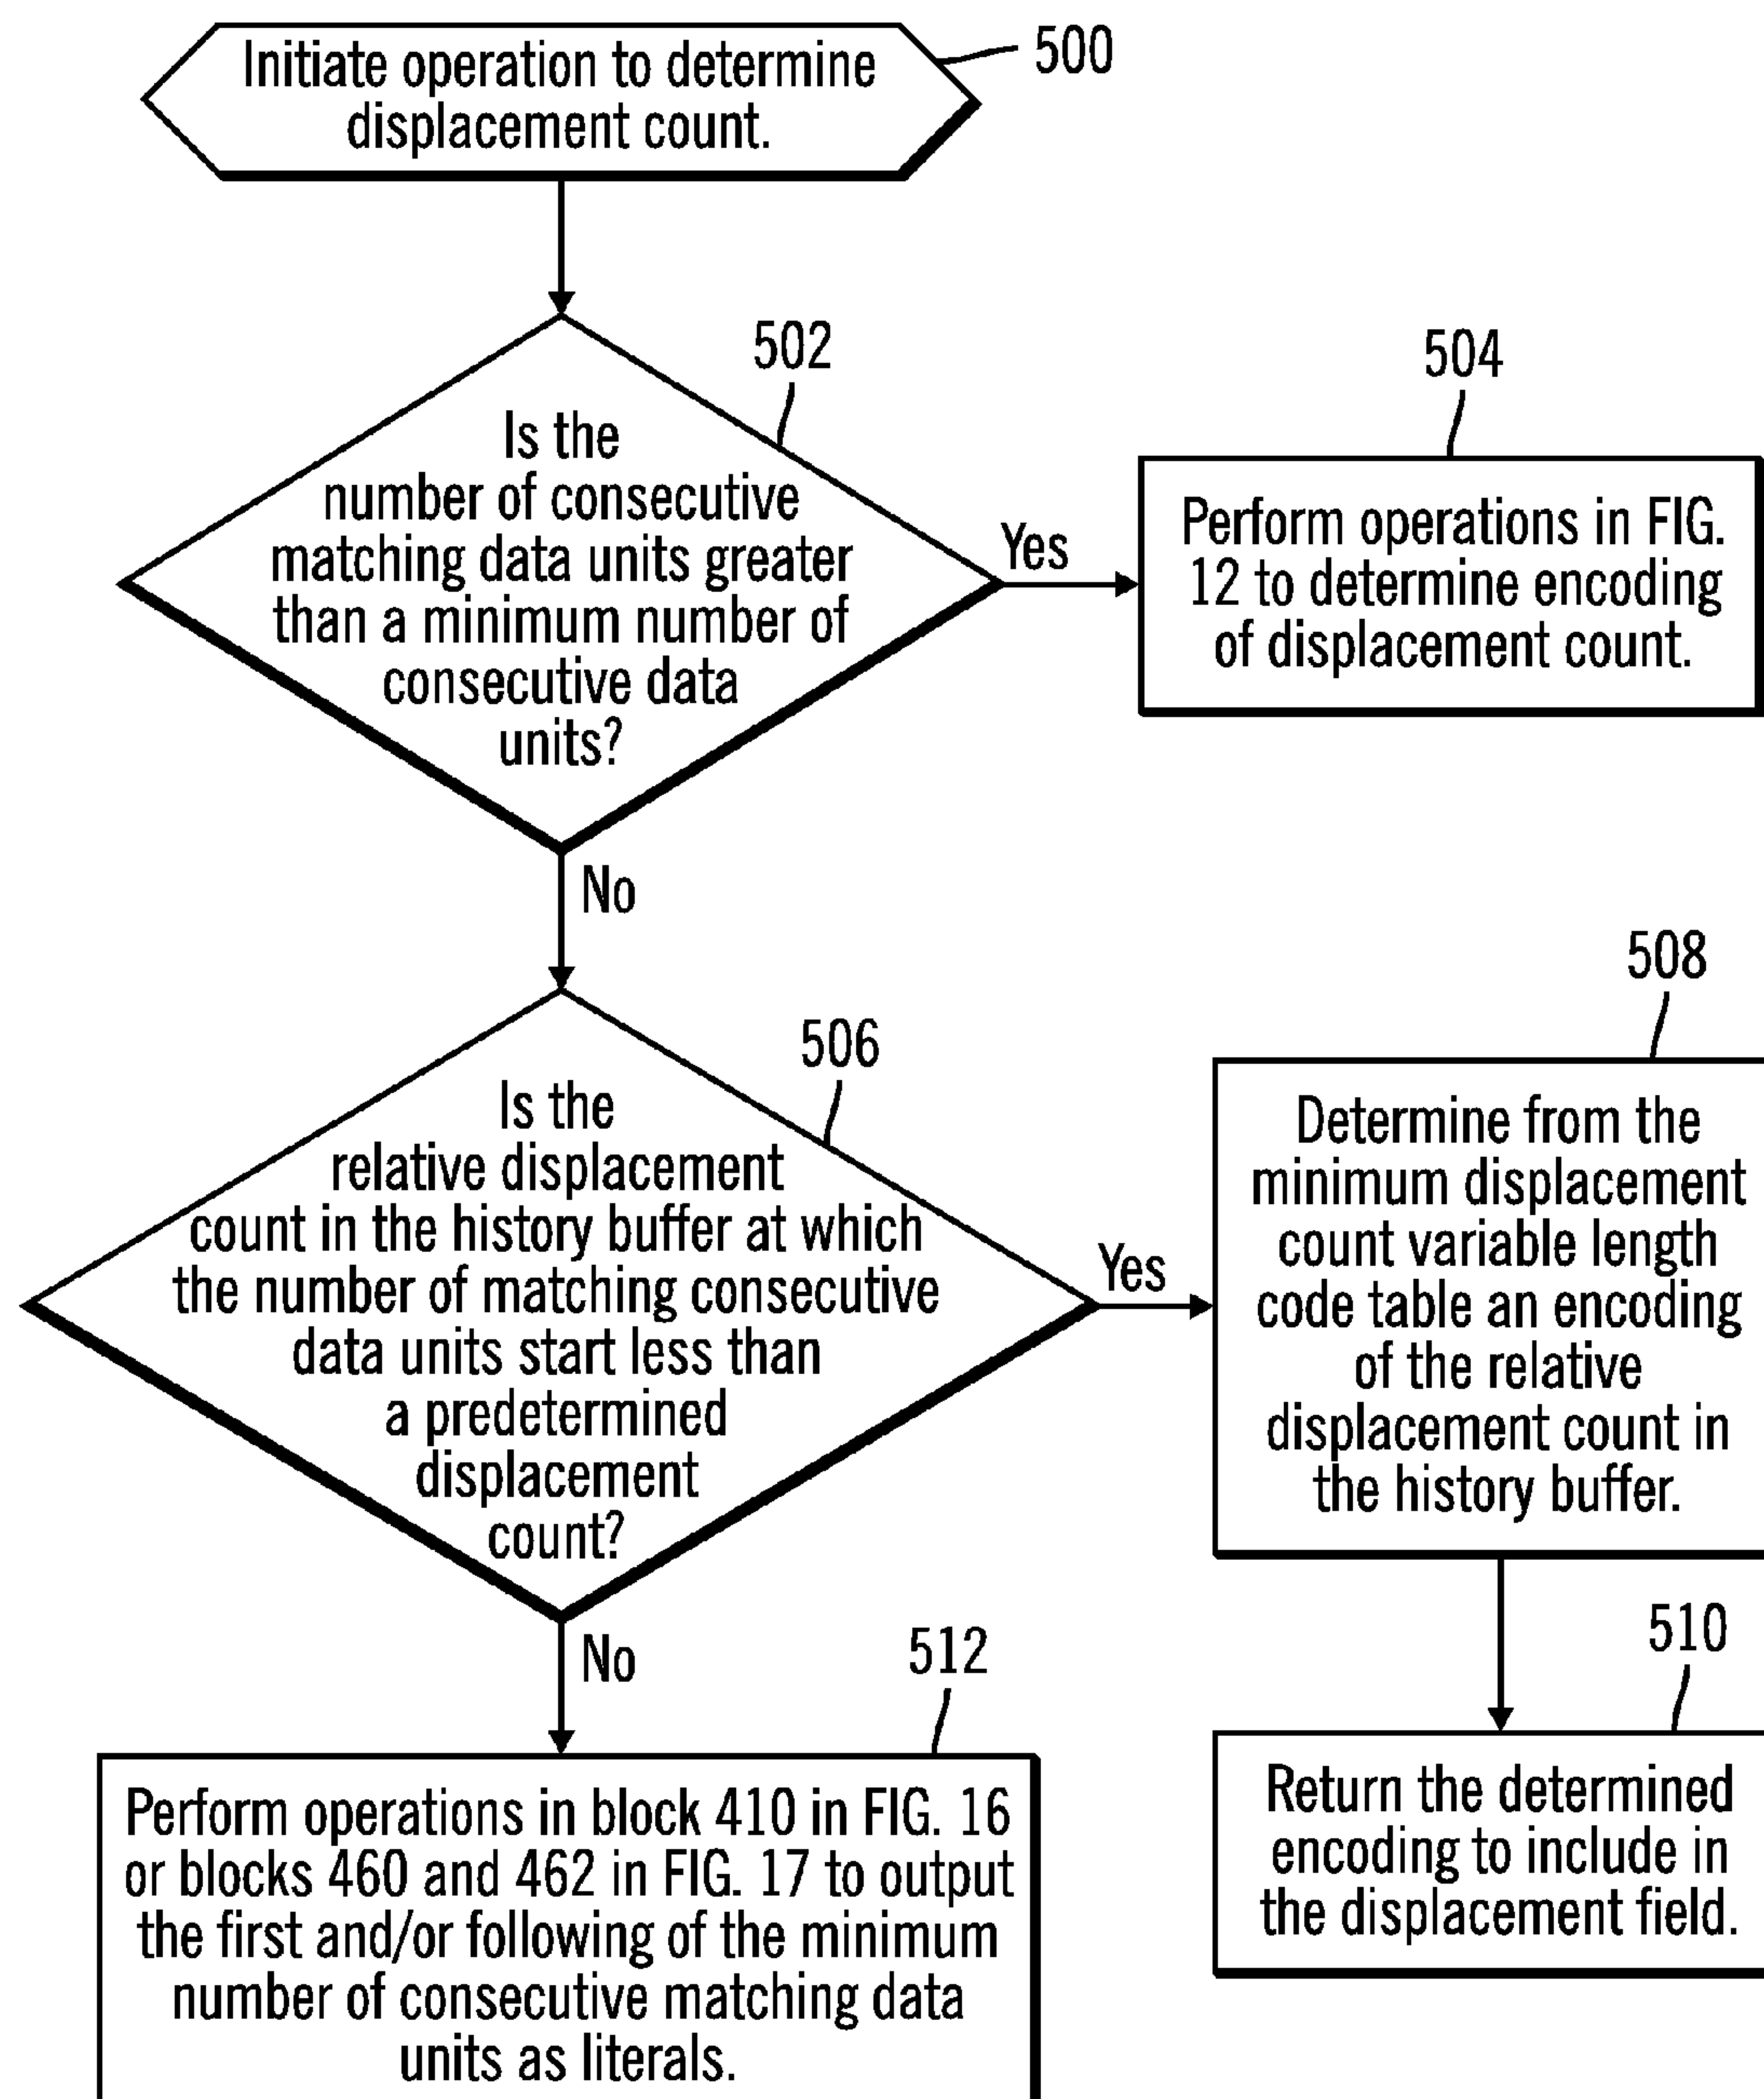 Initiate operation to determine
displacement count.
500
502
Is the
number of consecutive
matching data units greater
than a minimum number of
consecutive data
units?
Yes
504
Perform operations in FIG.
12 to determine encoding
of displacement count.
No
506
Is the
relative displacement
count in the history buffer at which
the number of matching consecutive
data units start less than
a predetermined
displacement
count?
Yes
508
Determine from the
minimum displacement
count variable length
code table an encoding
of the relative
displacement count in
the history buffer.
510
Return the determined
encoding to include in
the displacement field.
No
512
Perform operations in block 410 in FIG. 16
or blocks 460 and 462 in FIG. 17 to output
the first and/or following of the minimum
number of consecutive matching data
units as literals.